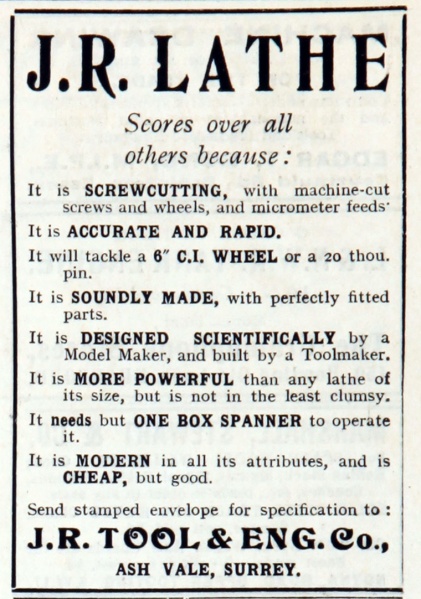 J.R. LATHE
Scores over all
others because:
It is SCREWCUTTING, with machine-cut
screws and wheels, and micrometer feeds·
It is ACCURATE AND RAPID.
It will tackle a 6″ C.I. WHEEL or a 20 thou.
pin.
It is SOUNDLY MADE, with perfectly fitted
parts.
It is DESIGNED SCIENTIFICALLY by a
Model Maker, and built by a Toolmaker.
It is MORE POWERFUL than any lathe of
its size, but is not in the least clumsy.
It needs but ONE BOX SPANNER to operate
it.
It is MODERN in all its attributes, and is
CHEAP, but good.
Send stamped envelope for specification to:
J.R. TOOL & ENG. Co.,
ASH VALE, SURREY.